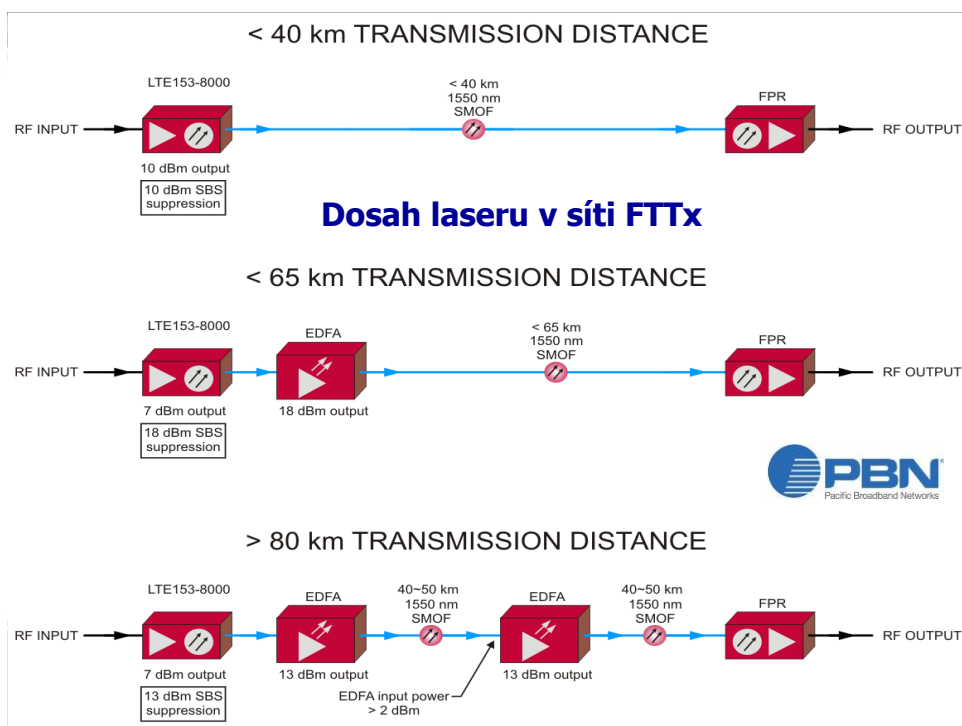 < 40 km TRANSMISSION DISTANCE
LTE153-8000
< 40 km
1550 nm
SMOF
FPR
RF INPUT
RF OUTPUT
10 dBm output
10 dBm SBS
suppression
Dosah laseru v síti FTTx
< 65 km TRANSMISSION DISTANCE
LTE153-8000
EDFA
< 65 km
1550 nm
SMOF
FPR
RF INPUT
RF OUTPUT
7 dBm output
18 dBm output
18 dBm SBS
suppression
PBN
Pacific Broadband Networks
> 80 km TRANSMISSION DISTANCE
LTE153-8000
EDFA
40~50 km
1550 nm
SMOF
EDFA
40~50 km
1550 nm
SMOF
FPR
RF INPUT
RF OUTPUT
7 dBm output
13 dBm output
13 dBm output
13 dBm SBS
suppression
EDFA input power
> 2 dBm